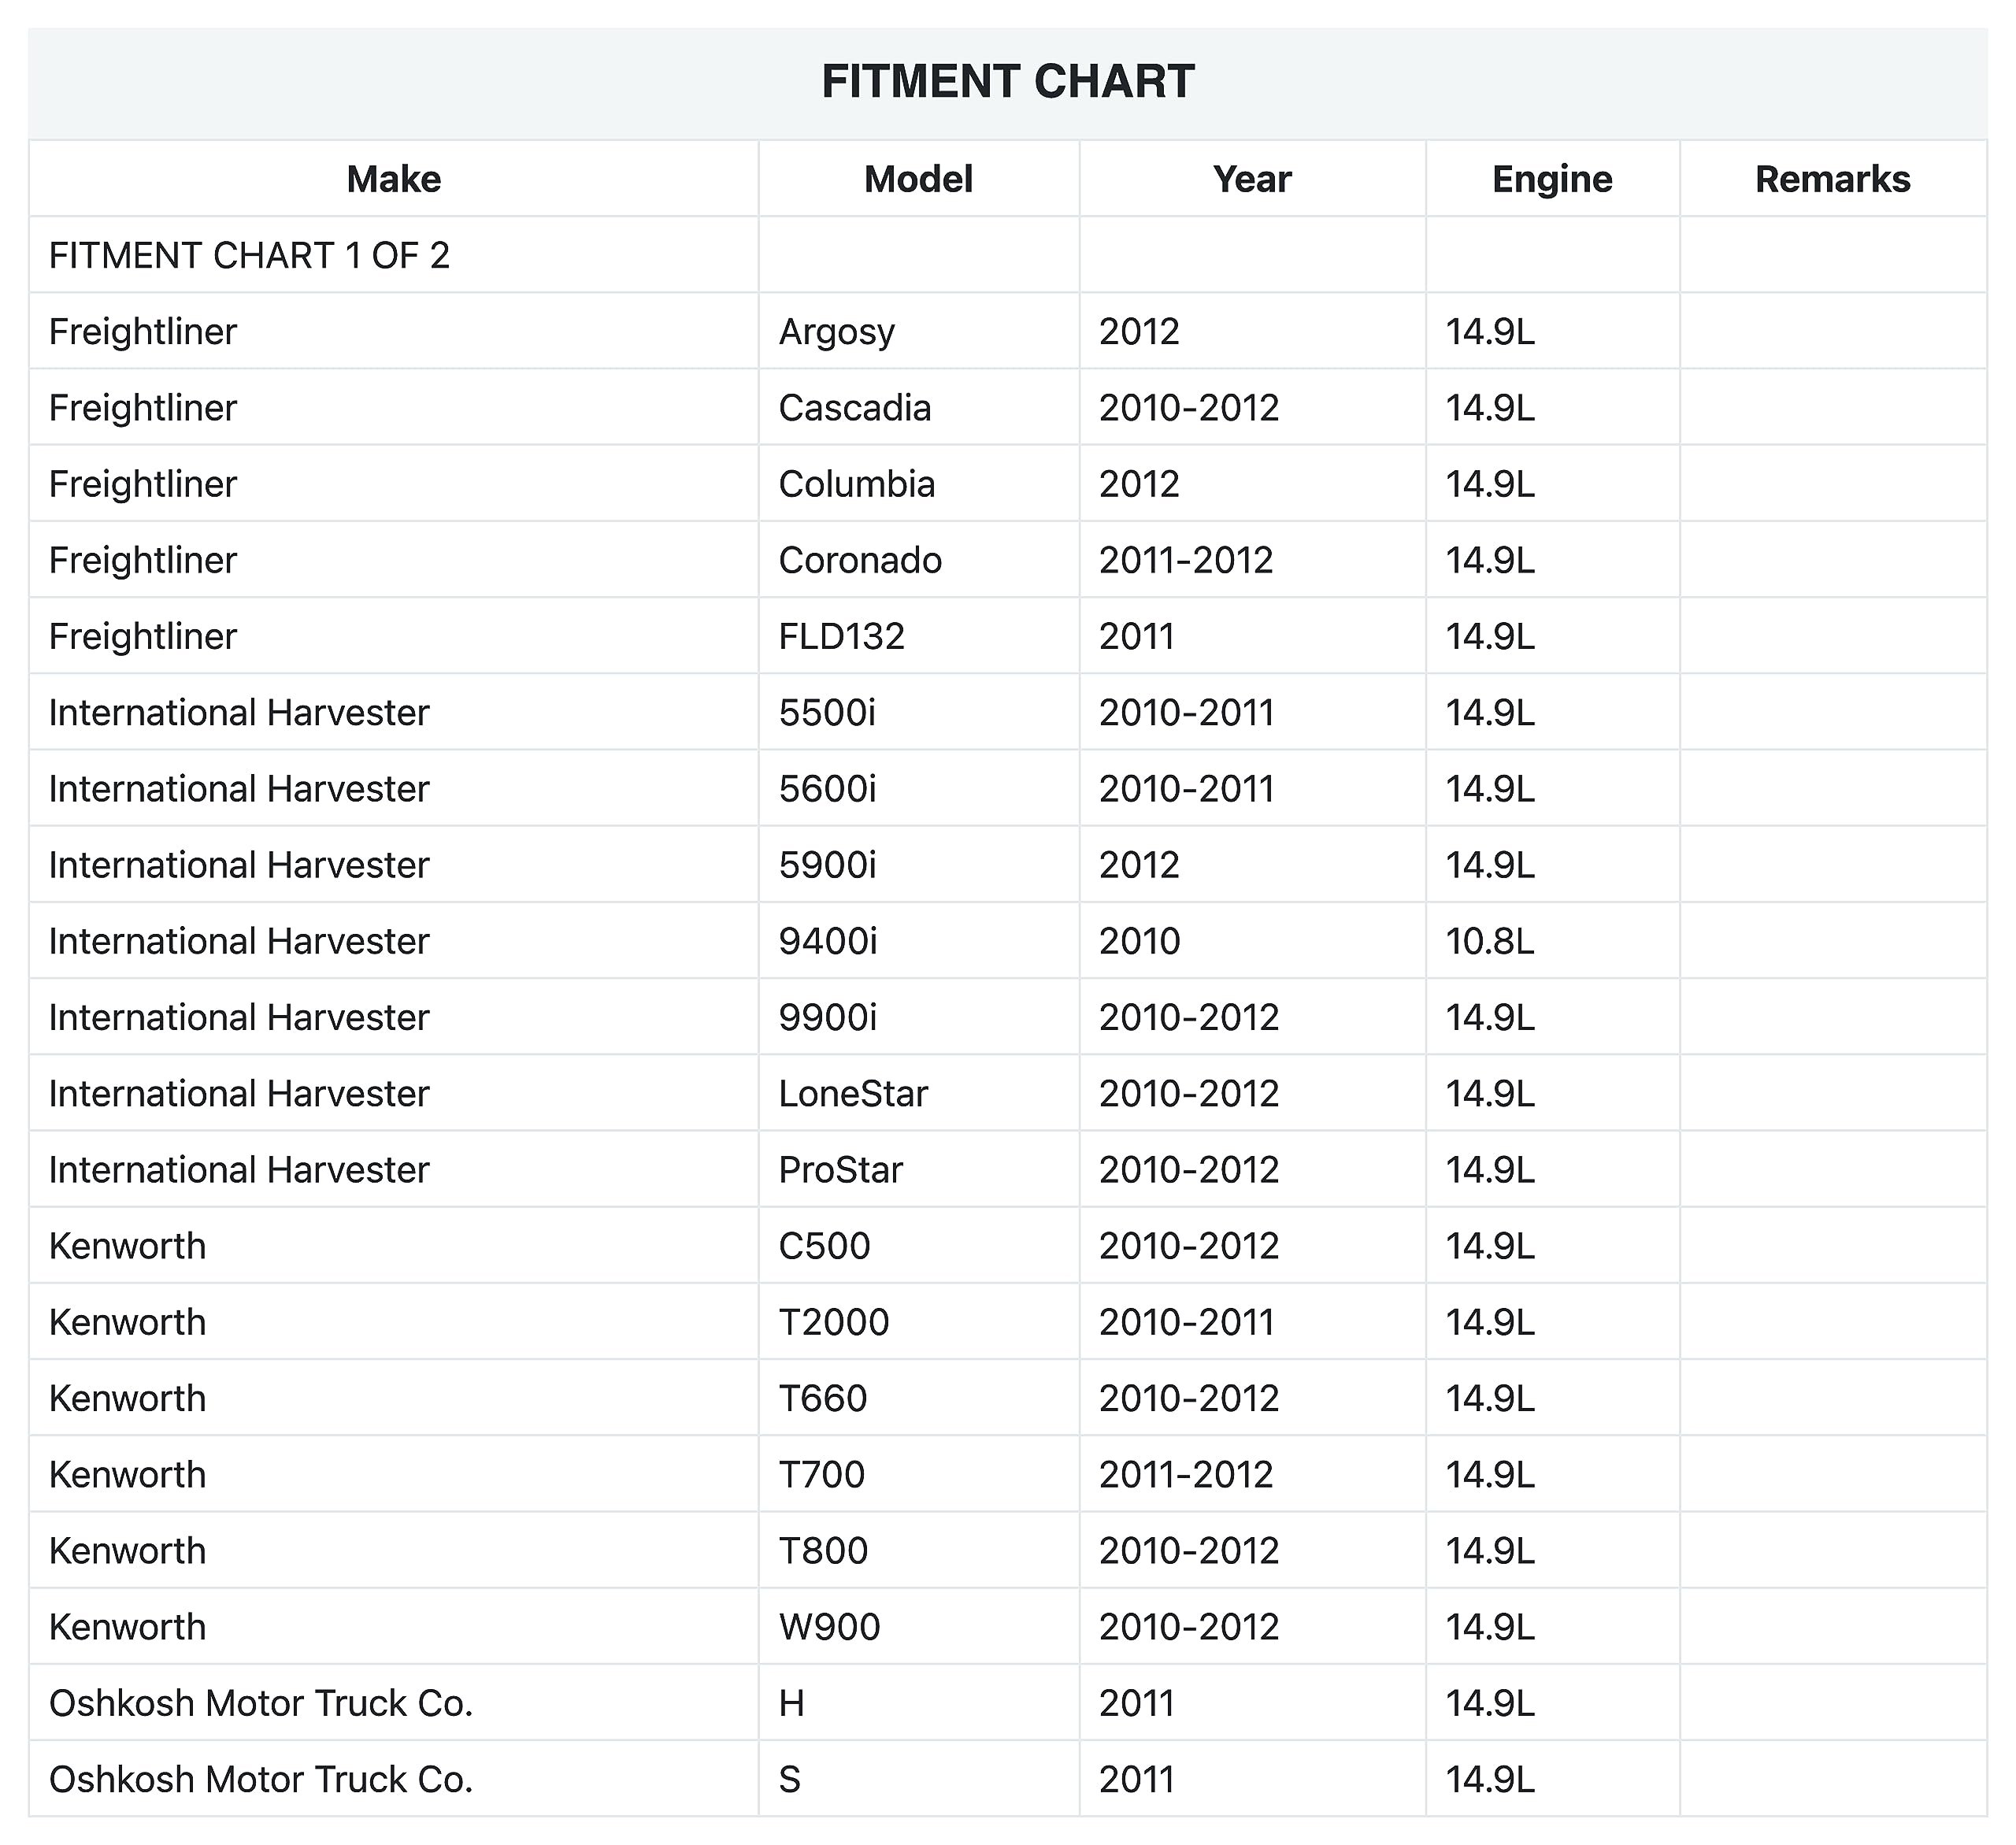 FITMENT CHART
Make Model Year Engine Remarks
FITMENT CHART 1 OF 2
Freightliner Argosy 2012 14.9L
Freightliner Cascadia 2010-2012 14.9L
Freightliner Columbia 2012 14.9L
Freightliner Coronado 2011-2012 14.9L
Freightliner FLD132 2011 14.9L
International Harvester 5500i 2010-2011 14.9L
International Harvester 5600i 2010-2011 14.9L
International Harvester 5900i 2012 14.9L
International Harvester 9400i 2010 10.8L
International Harvester 9900i 2010-2012 14.9L
International Harvester LoneStar 2010-2012 14.9L
International Harvester ProStar 2010-2012 14.9L
Kenworth C500 2010-2012 14.9L
Kenworth T2000 2010-2011 14.9L
Kenworth T660 2010-2012 14.9L
Kenworth T700 2011-2012 14.9L
Kenworth T800 2010-2012 14.9L
Kenworth W900 2010-2012 14.9L
Oshkosh Motor Truck Co. H 2011 14.9L
Oshkosh Motor Truck Co. S 2011 14.9L